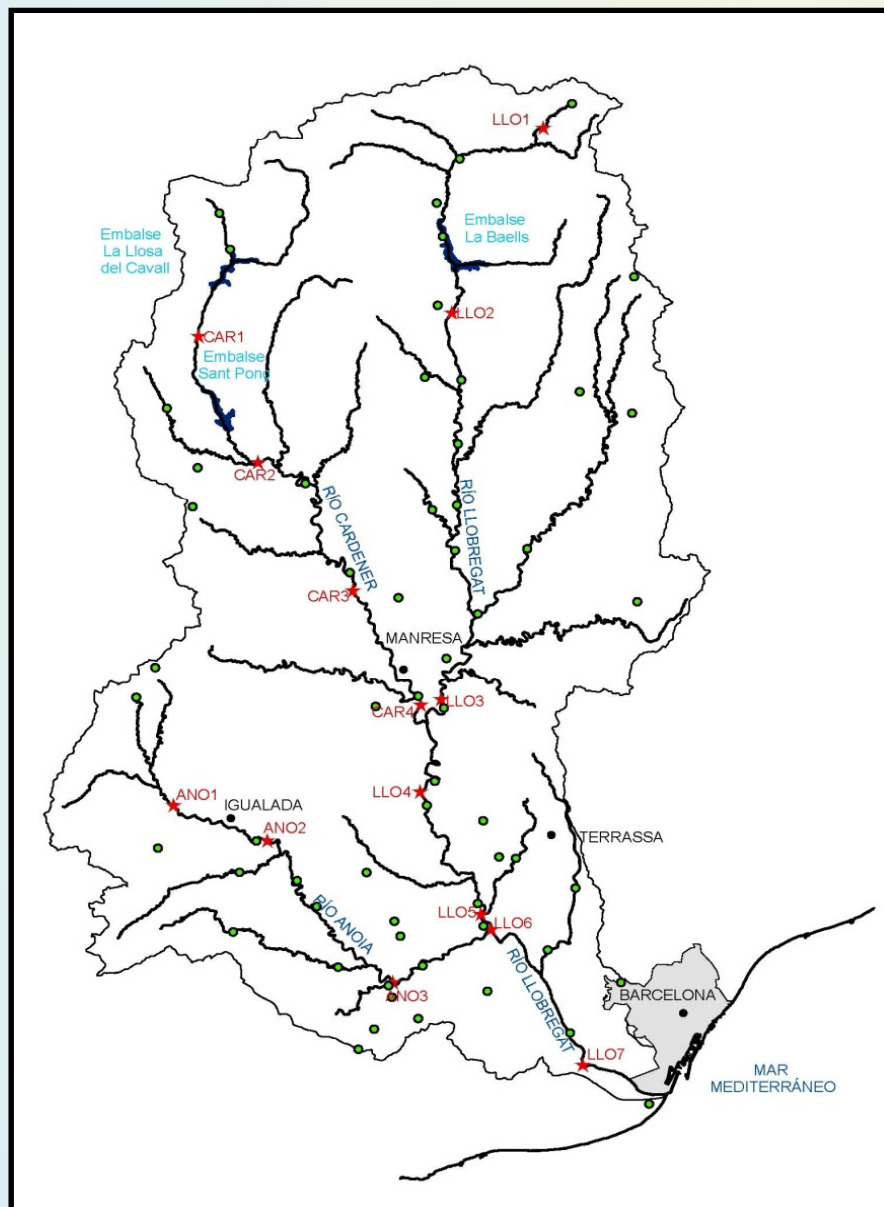 LLO1
Embalse
La Baells
Embalse
La Llosa
del Cavall
LLO2
CAR1
Embalse
Sant Ponç
CAR2
RÍO CARDENER
RÍO LLOBREGAT
CAR3
MANRESA
LLO3
CAR4
LLO4
ANO1
IGUALADA
ANO2
TERRASSA
RÍO ANOIA
LLO5
LLO6
RÍO LLOBREGAT
ANO3
BARCELONA
LLO7
MAR
MEDITERRÁNEO